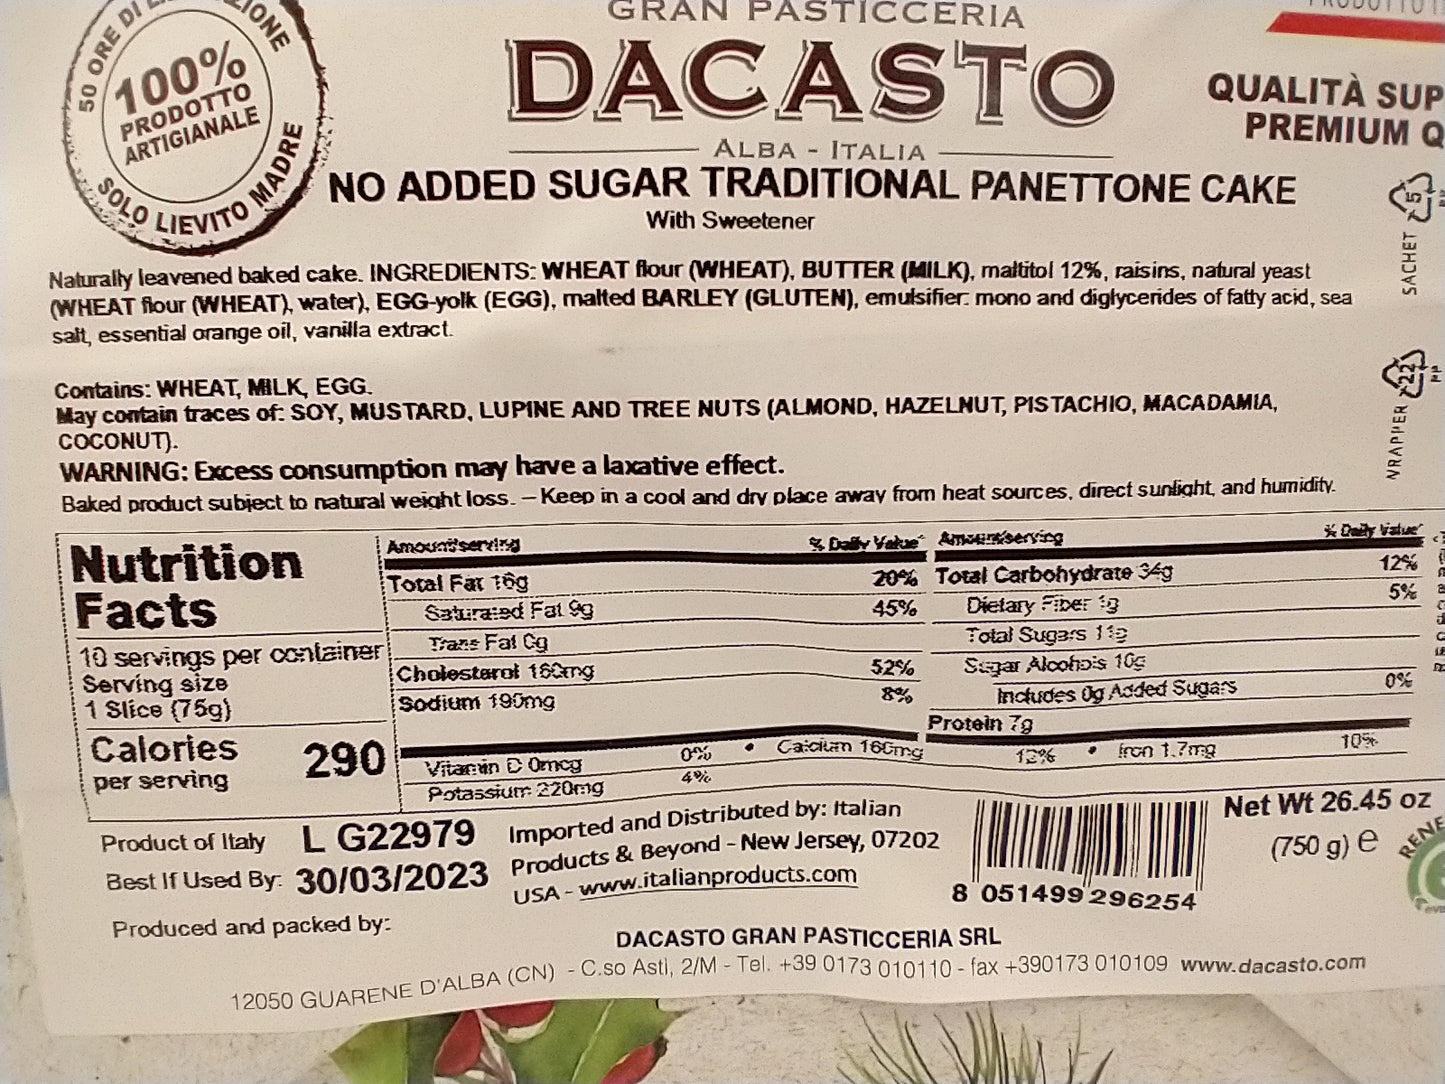 GRAN PASTICCERIA
DACASTO
ALBA - ITALIA
50 ORE DI
100%
PRODOTTO
ARTIGIANALE
SOLO LIEVITO MADRE
QUALITÀ SUP
PREMIUM Q
NO ADDED SUGAR TRADITIONAL PANETTONE CAKE
With Sweetener
SACHET
5
Naturally leavened baked cake. INGREDIENTS: WHEAT flour (WHEAT), BUTTER (MILK), maltitol 12%, raisins, natural yeast
(WHEAT flour (WHEAT), water), EGG-yolk (EGG), malted BARLEY (GLUTEN), emulsifier: mono and diglycerides of fatty acid, sea
salt, essential orange oil, vanilla extract.
Contains: WHEAT, MILK, EGG.
May contain traces of: SOY, MUSTARD, LUPINE AND TREE NUTS (ALMOND, HAZELNUT, PISTACHIO, MACADAMIA,
COCONUT).
WRAPPER
22
PP
WARNING: Excess consumption may have a laxative effect.
Baked product subject to natural weight loss. – Keep in a cool and dry place away from heat sources, direct sunlight, and humidity.
Nutrition
Facts
10 servings per container
Serving size
1 Slice (75g)
Calories 290
per serving
Amount/serving % Daily Value*
Total Fat 16g 20%
Saturated Fat 9g 45%
Trans Fat 0g
Cholesterol 160mg 52%
Sodium 190mg 8%
Amount/serving % Daily Value*
Total Carbohydrate 34g 12%
Dietary Fiber 1g 5%
Total Sugars 11g
Sugar Alcohols 10g
Includes 0g Added Sugars 0%
Protein 7g
Vitamin D 0mcg 0% • Calcium 160mg 12% • Iron 1.7mg 10%
Potassium 220mg 4%
Product of Italy L G22979
Best If Used By: 30/03/2023
Imported and Distributed by: Italian
Products & Beyond - New Jersey, 07202
USA - www.italianproducts.com
8 051499 296254
Net Wt 26.45 oz
(750 g) e
Produced and packed by:
DACASTO GRAN PASTICCERIA SRL
12050 GUARENE D'ALBA (CN) - C.so Asti, 2/M - Tel. +39 0173 010110 - fax +390173 010109 www.dacasto.com